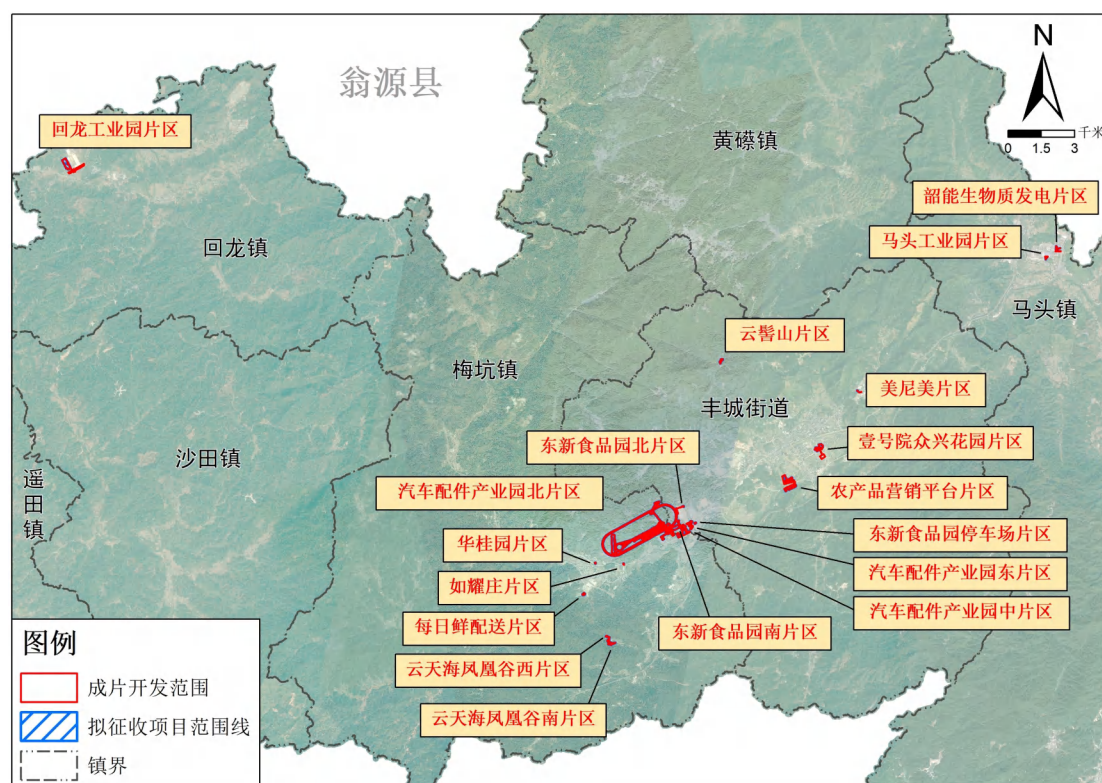 翁源县
N
0 1.5 3 千米
回龙工业园片区
黄磜镇
韶能生物质发电片区
马头工业园片区
回龙镇
马头镇
云髻山片区
梅坑镇
美尼美片区
丰城街道
东新食品园北片区
壹号院众兴花园片区
沙田镇
遥田镇
汽车配件产业园北片区
农产品营销平台片区
东新食品园停车场片区
华桂园片区
汽车配件产业园东片区
如耀庄片区
汽车配件产业园中片区
每日鲜配送片区
东新食品园南片区
图例
云天海凤凰谷西片区
成片开发范围
云天海凤凰谷南片区
拟征收项目范围线
镇界